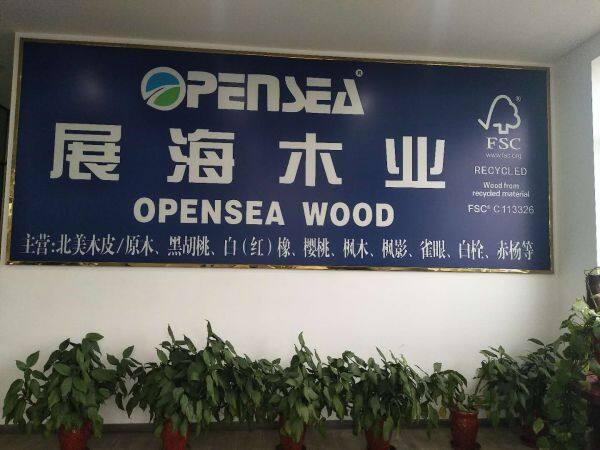 OPENSEA®
展海木业
OPENSEA WOOD
主营:北美木皮/原木、黑胡桃、白(红)橡、樱桃、枫木、枫影、雀眼、白栓、赤杨等
FSC
www.fsc.org
RECYCLED
Wood from
recycled material
FSC® C113326